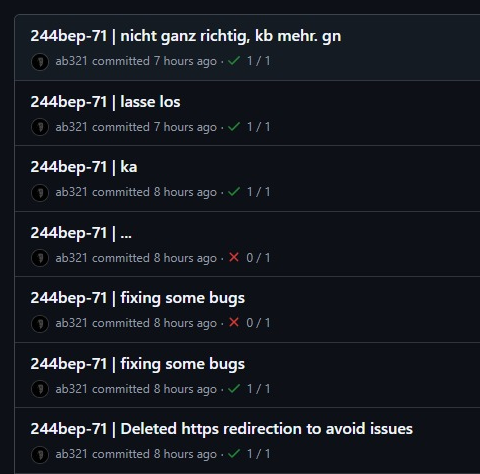 244bep-71 | nicht ganz richtig, kb mehr. gn
ab321 committed 7 hours ago · ✓ 1 / 1
244bep-71 | lasse los
ab321 committed 7 hours ago · ✓ 1 / 1
244bep-71 | ka
ab321 committed 8 hours ago · ✓ 1 / 1
244bep-71 | ...
ab321 committed 8 hours ago · ✕ 0 / 1
244bep-71 | fixing some bugs
ab321 committed 8 hours ago · ✕ 0 / 1
244bep-71 | fixing some bugs
ab321 committed 8 hours ago · ✓ 1 / 1
244bep-71 | Deleted https redirection to avoid issues
ab321 committed 8 hours ago · ✓ 1 / 1